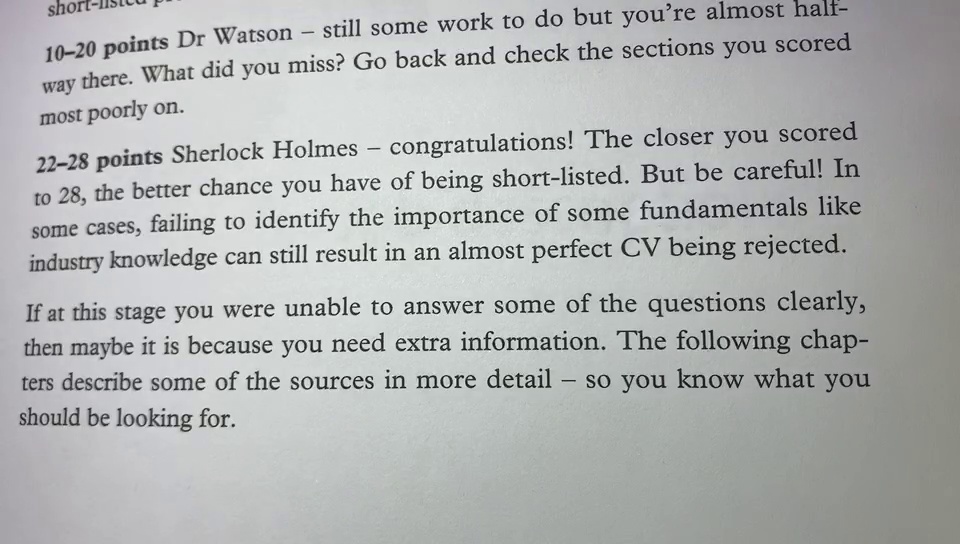 short-listed
10–20 points Dr Watson – still some work to do but you're almost half-
way there. What did you miss? Go back and check the sections you scored
most poorly on.
22–28 points Sherlock Holmes – congratulations! The closer you scored
to 28, the better chance you have of being short-listed. But be careful! In
some cases, failing to identify the importance of some fundamentals like
industry knowledge can still result in an almost perfect CV being rejected.
If at this stage you were unable to answer some of the questions clearly,
then maybe it is because you need extra information. The following chap-
ters describe some of the sources in more detail – so you know what you
should be looking for.